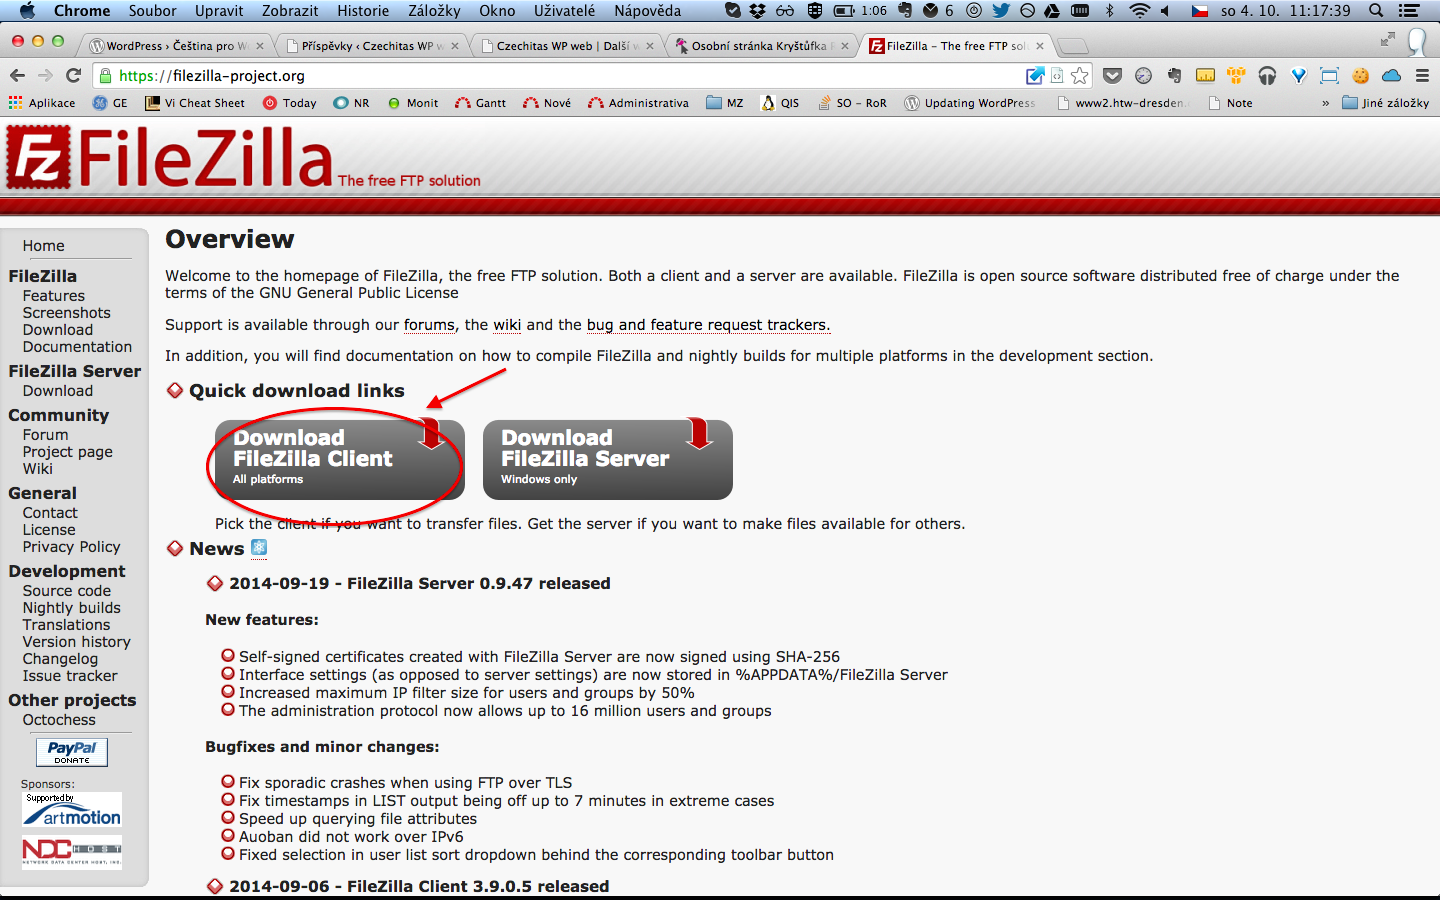 Chrome Soubor Upravit Zobrazit Historie Záložky Okno Uživatelé Nápověda 1:06 6 so 4. 10. 11:17:39
WordPress › Čeština pro W
Příspěvky ‹ Czechitas WP w
Czechitas WP web | Další w
Osobní stránka Kryštůfka R
FileZilla – The free FTP sol
https://filezilla-project.org
Aplikace GE Vi Cheat Sheet Today NR Monit Gantt Nové Administrativa MZ QIS SO – RoR Updating WordPress www2.htw-dresden. Note » Jiné záložky
Fz FileZilla The free FTP solution
Home
FileZilla
Features
Screenshots
Download
Documentation
FileZilla Server
Download
Community
Forum
Project page
Wiki
General
Contact
License
Privacy Policy
Development
Source code
Nightly builds
Translations
Version history
Changelog
Issue tracker
Other projects
Octochess
PayPal
DONATE
Sponsors:
Supported by
artmotion
NDC HOST
NETWORK DATA CENTER HOST, INC.
Overview
Welcome to the homepage of FileZilla, the free FTP solution. Both a client and a server are available. FileZilla is open source software distributed free of charge under the
terms of the GNU General Public License
Support is available through our forums, the wiki and the bug and feature request trackers.
In addition, you will find documentation on how to compile FileZilla and nightly builds for multiple platforms in the development section.
Quick download links
Download
FileZilla Client
All platforms
Download
FileZilla Server
Windows only
Pick the client if you want to transfer files. Get the server if you want to make files available for others.
News
2014-09-19 - FileZilla Server 0.9.47 released
New features:
Self-signed certificates created with FileZilla Server are now signed using SHA-256
Interface settings (as opposed to server settings) are now stored in %APPDATA%/FileZilla Server
Increased maximum IP filter size for users and groups by 50%
The administration protocol now allows up to 16 million users and groups
Bugfixes and minor changes:
Fix sporadic crashes when using FTP over TLS
Fix timestamps in LIST output being off up to 7 minutes in extreme cases
Speed up querying file attributes
Auoban did not work over IPv6
Fixed selection in user list sort dropdown behind the corresponding toolbar button
2014-09-06 - FileZilla Client 3.9.0.5 released